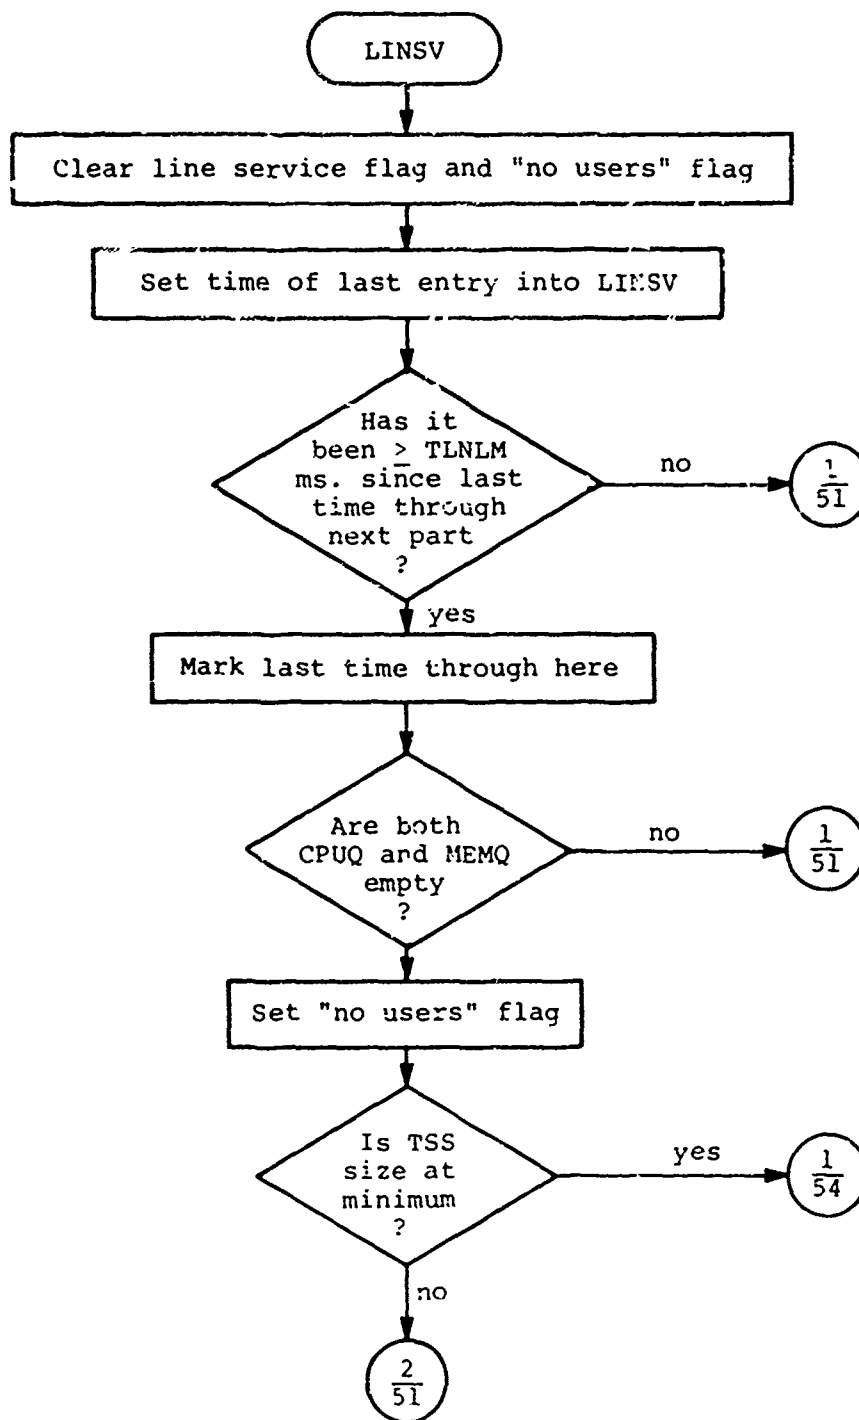 LINSV
Clear line service flag and "no users" flag
Set time of last entry into LINSV
Has it
been ≥ TLNLM
ms. since last
time through
next part
?
no
1
51
yes
Mark last time through here
Are both
CPUQ and MEMQ
empty
?
no
1
51
Set "no users" flag
Is TSS
size at
minimum
?
yes
1
54
no
2
51